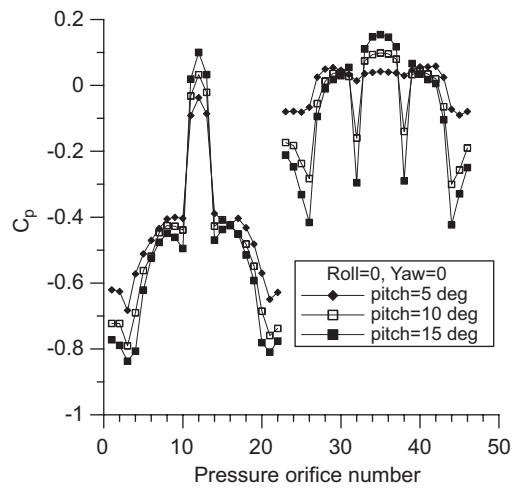 0.2
0
-0.2
-0.4
-0.6
-0.8
-1
C_p
Roll=0, Yaw=0
pitch=5 deg
pitch=10 deg
pitch=15 deg
0 10 20 30 40 50
Pressure orifice number